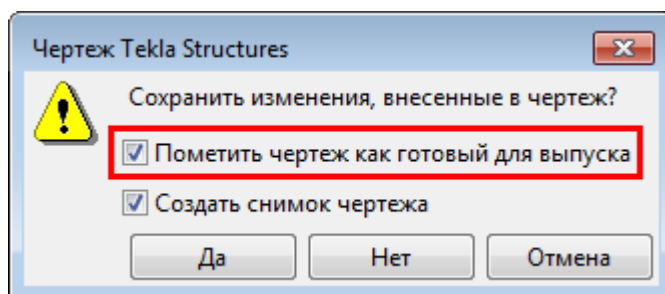 Чертеж Tekla Structures
Сохранить изменения, внесенные в чертеж?
Пометить чертеж как готовый для выпуска
Создать снимок чертежа
Да Нет Отмена